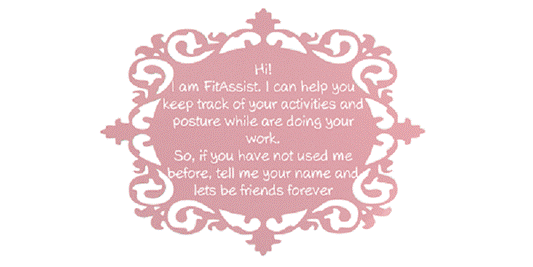 Hi!
I am FitAssist. I can help you
keep track of your activities and
posture while are doing your
work.
So, if you have not used me
before, tell me your name and
lets be friends forever